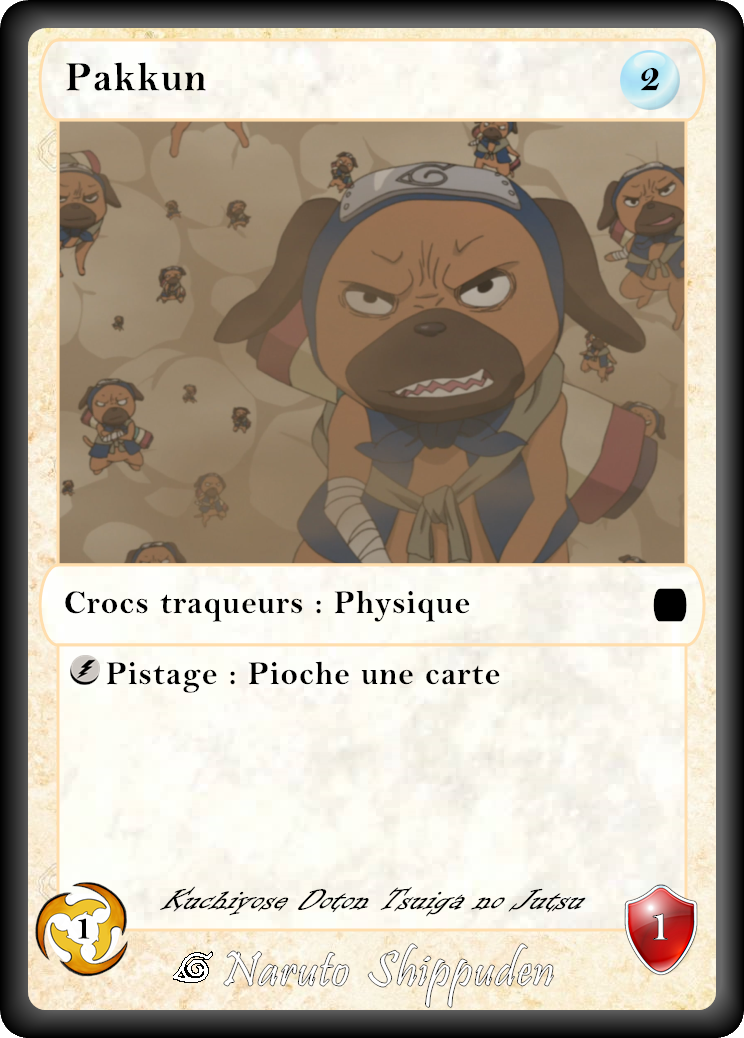 Pakkun
2
Crocs traqueurs : Physique
Pistage : Pioche une carte
Kuchiyose Doton Tsuiga no Jutsu
1
1
Naruto Shippuden